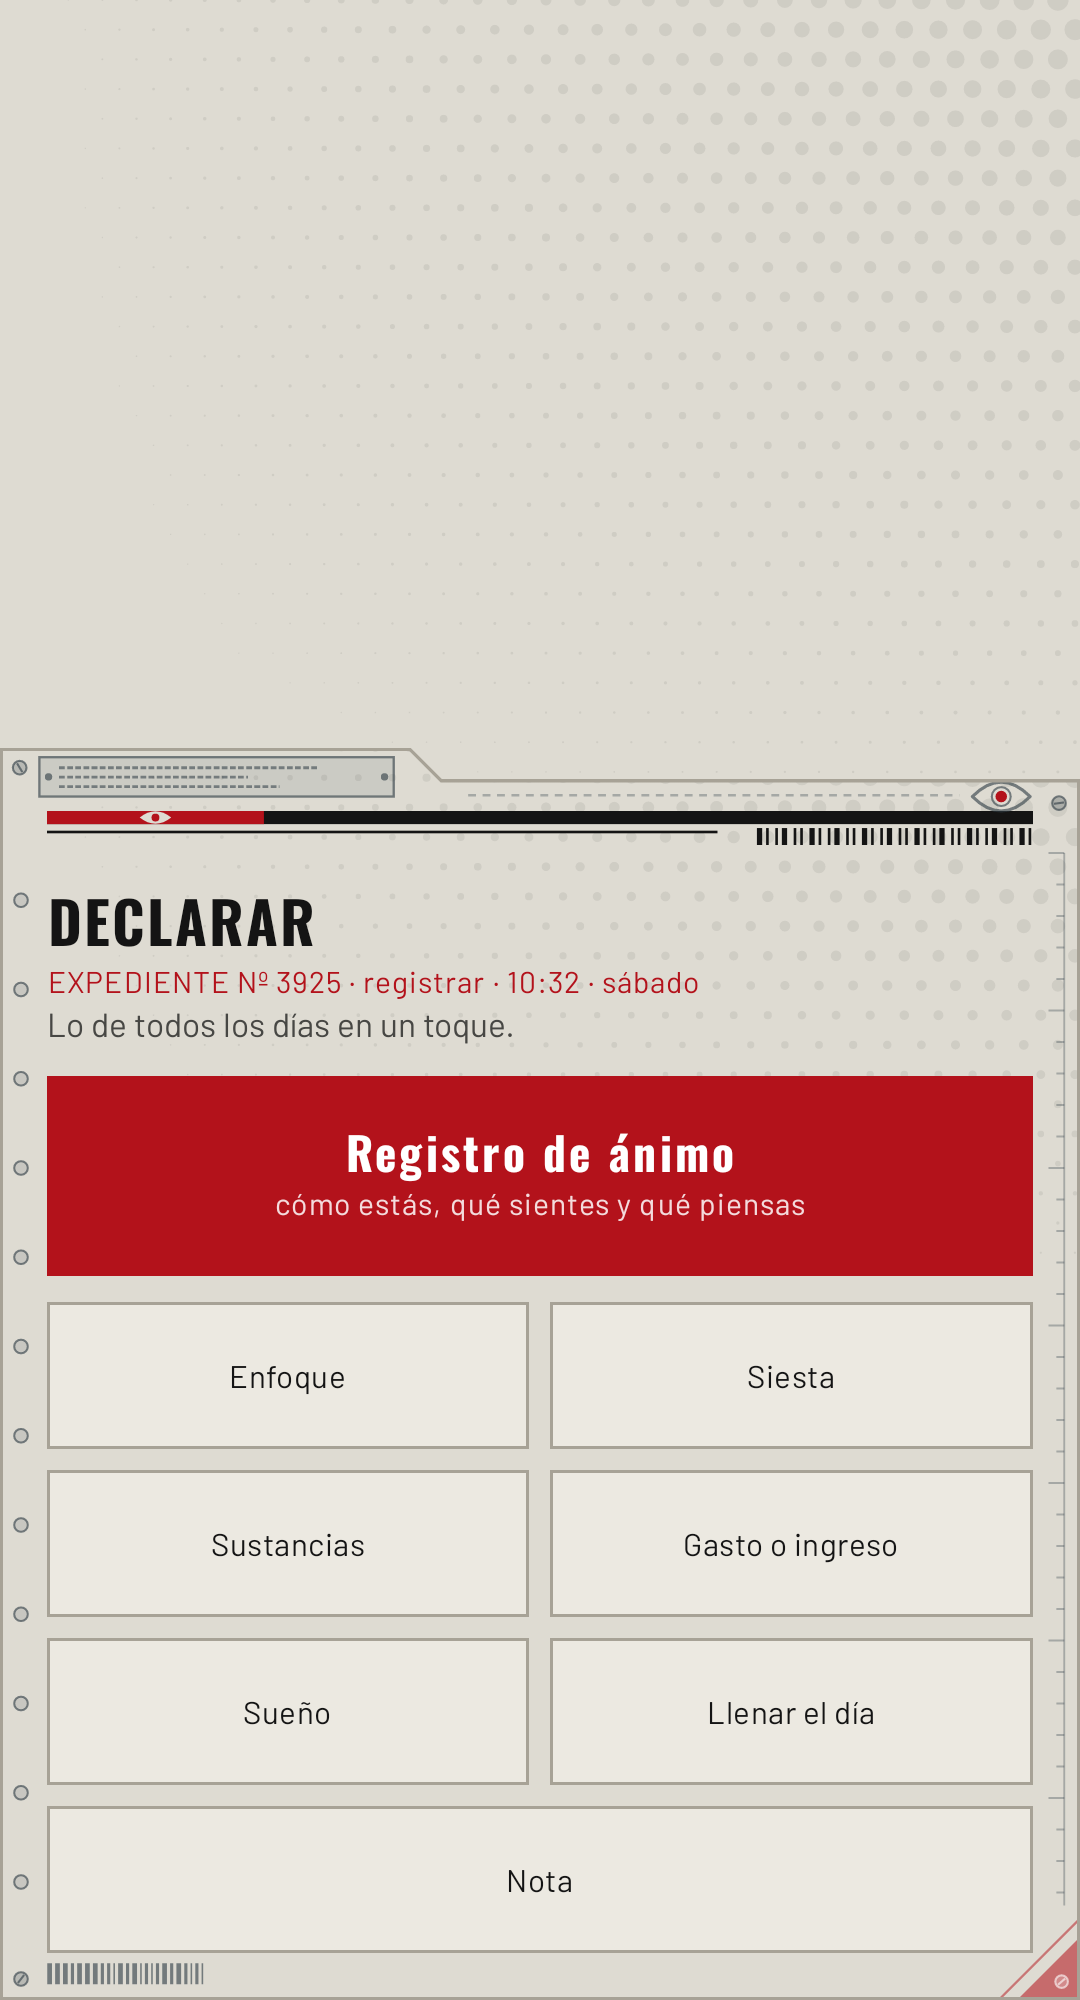 DECLARAR
EXPEDIENTE Nº 3925 · registrar · 10:32 · sábado
Lo de todos los días en un toque.
Registro de ánimo
cómo estás, qué sientes y qué piensas
Enfoque
Siesta
Sustancias
Gasto o ingreso
Sueño
Llenar el día
Nota